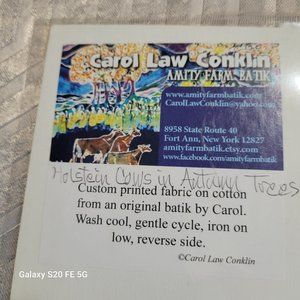 Carol Law Conklin
AMITY FARM BATIK
www.amityfarmbatik.com
CarolLawConklin@yahoo.com
8958 State Route 40
Fort Ann, New York 12827
amityfarmbatik.etsy.com
www.facebook.com/amityfarmbatik
Holstein Cows in Autumn Trees
Custom printed fabric on cotton
from an original batik by Carol.
Wash cool, gentle cycle, iron on
low, reverse side.
©Carol Law Conklin
Galaxy S20 FE 5G